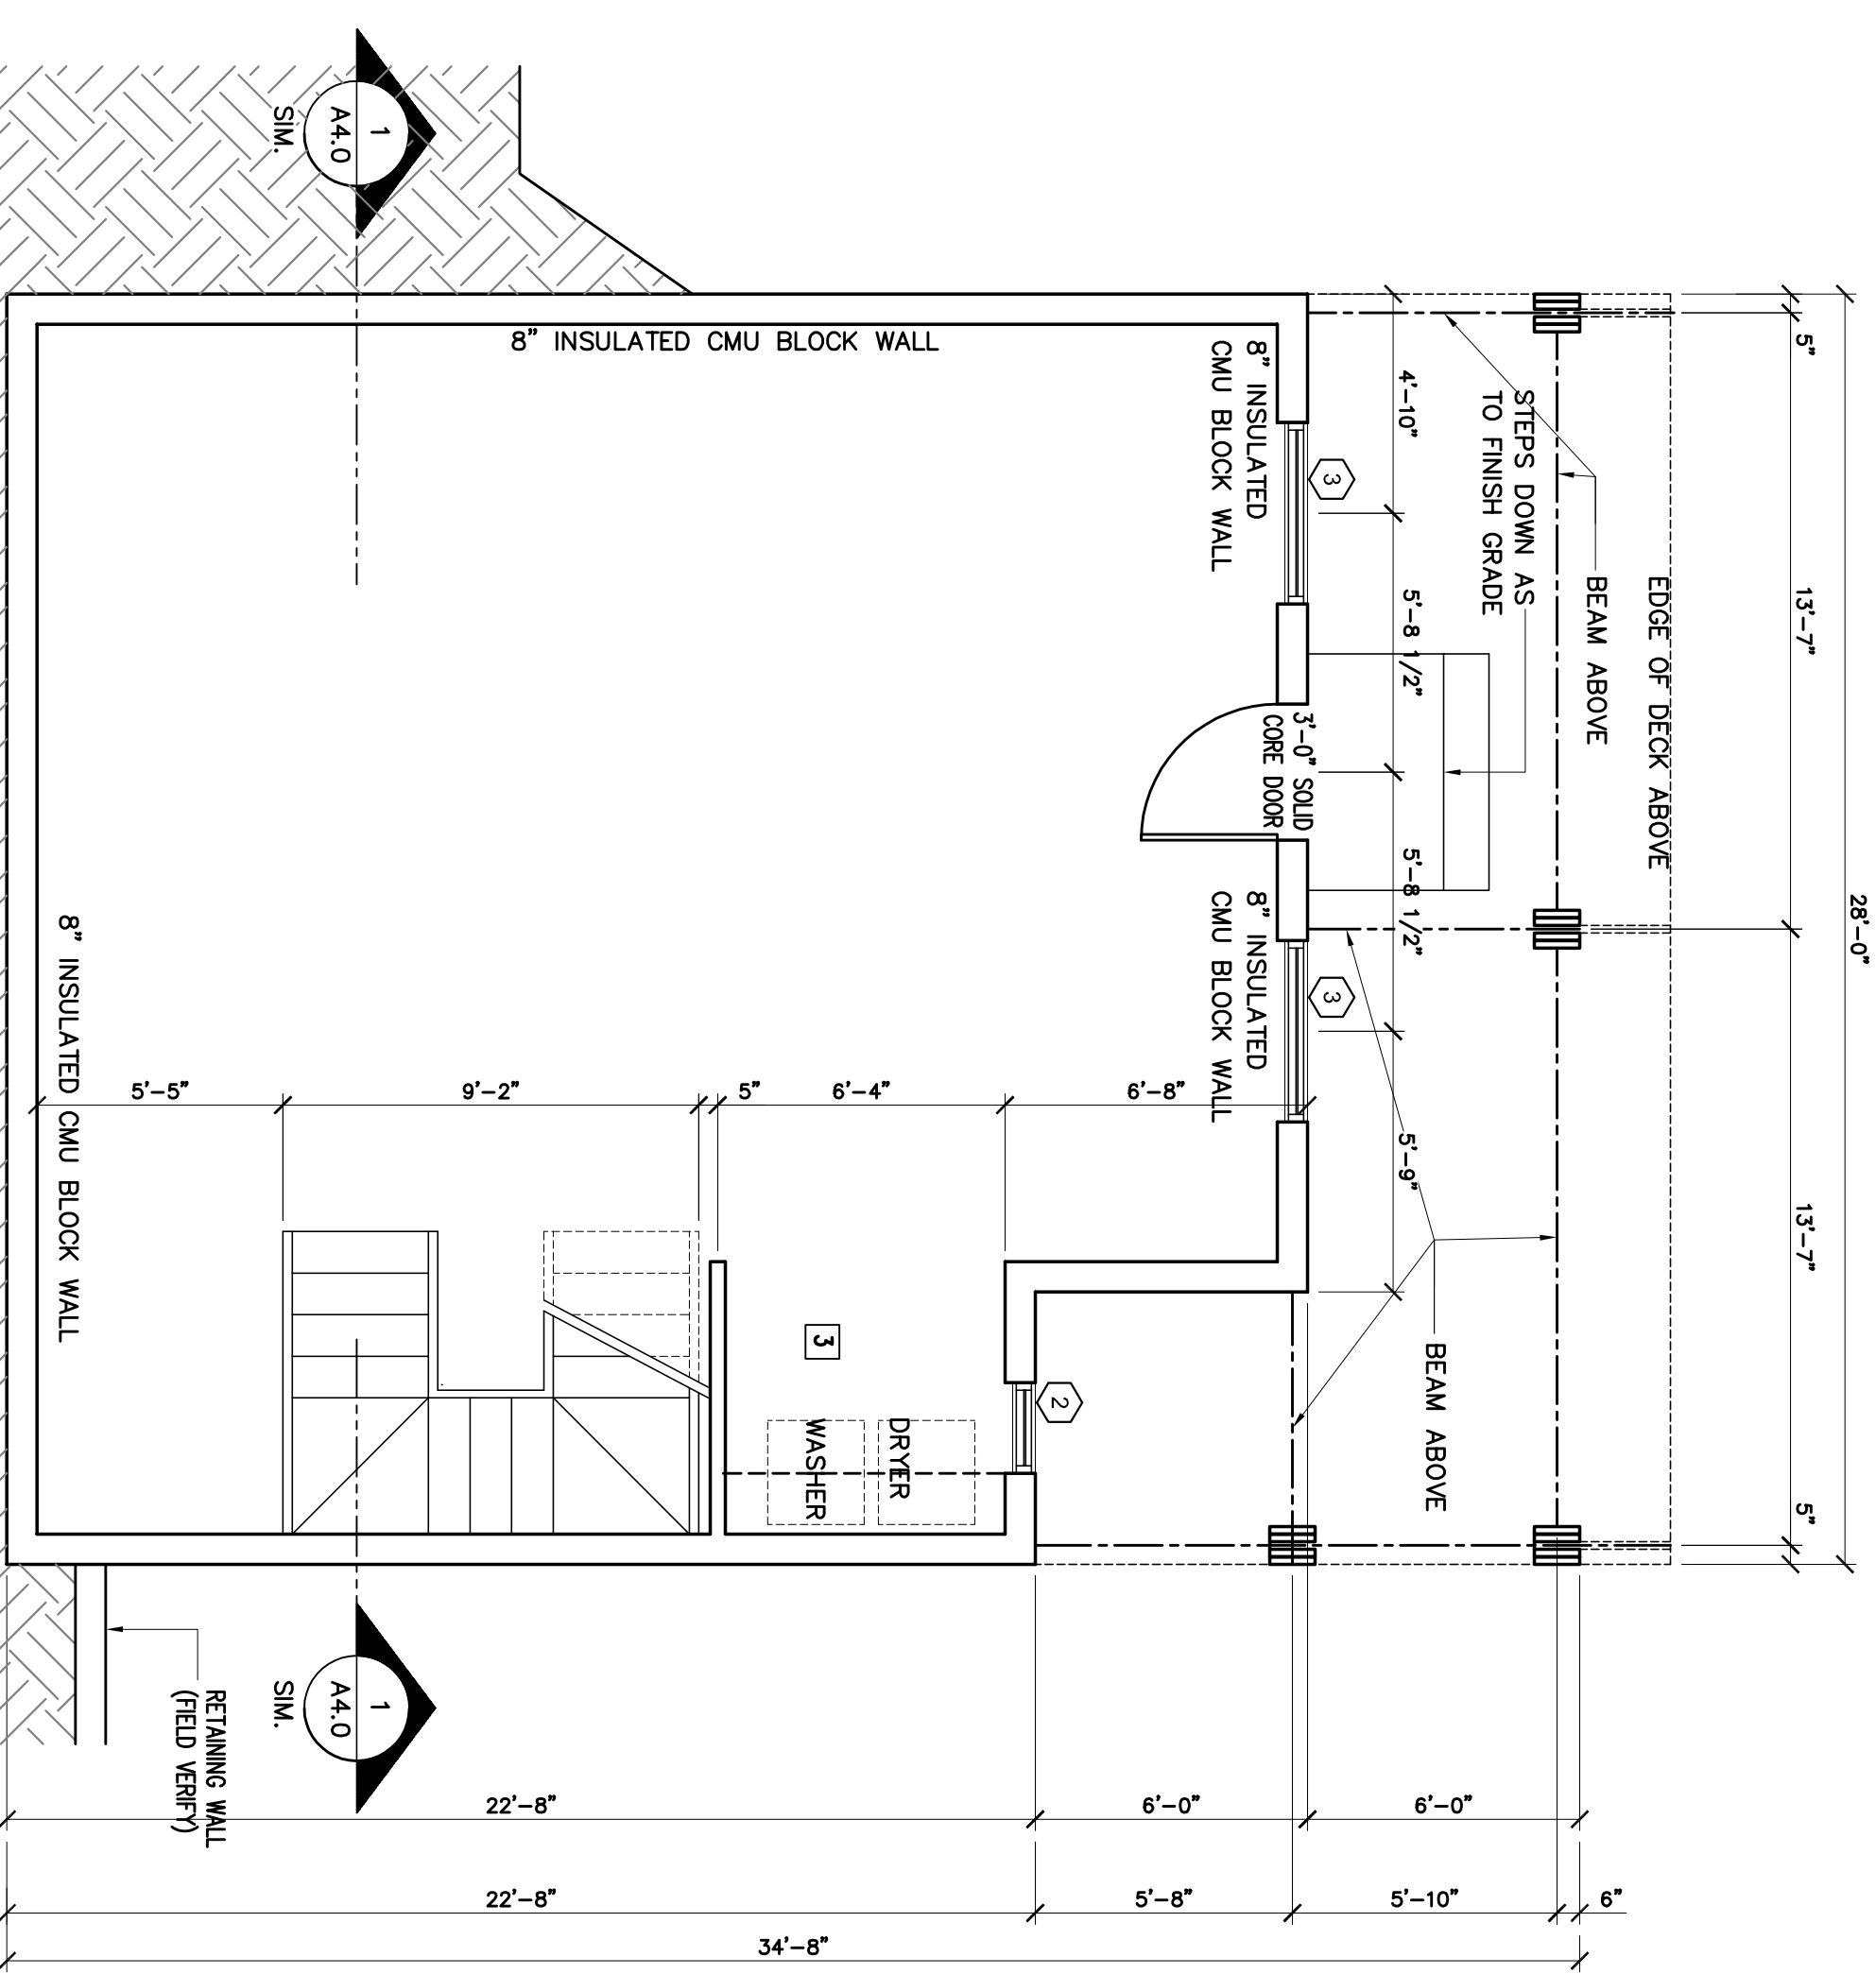 1
A4.0
SIM.
8" INSULATED CMU BLOCK WALL
8" INSULATED
CMU BLOCK WALL
4'-10"
STEPS DOWN AS
TO FINISH GRADE
5"
13'-7"
BEAM ABOVE
EDGE OF DECK ABOVE
28'-0"
3
5'-8 1/2"
3'-0" SOLID
CORE DOOR
5'-8 1/2"
8" INSULATED
CMU BLOCK WALL
3
5'-9"
13'-7"
5"
BEAM ABOVE
8" INSULATED CMU BLOCK WALL
5'-5"
9'-2"
5"
6'-4"
6'-8"
3
2
WASHER
DRYER
1
A4.0
SIM.
RETAINING WALL
(FIELD VERIFY)
22'-8"
6'-0"
6'-0"
22'-8"
5'-8"
5'-10"
6"
34'-8"